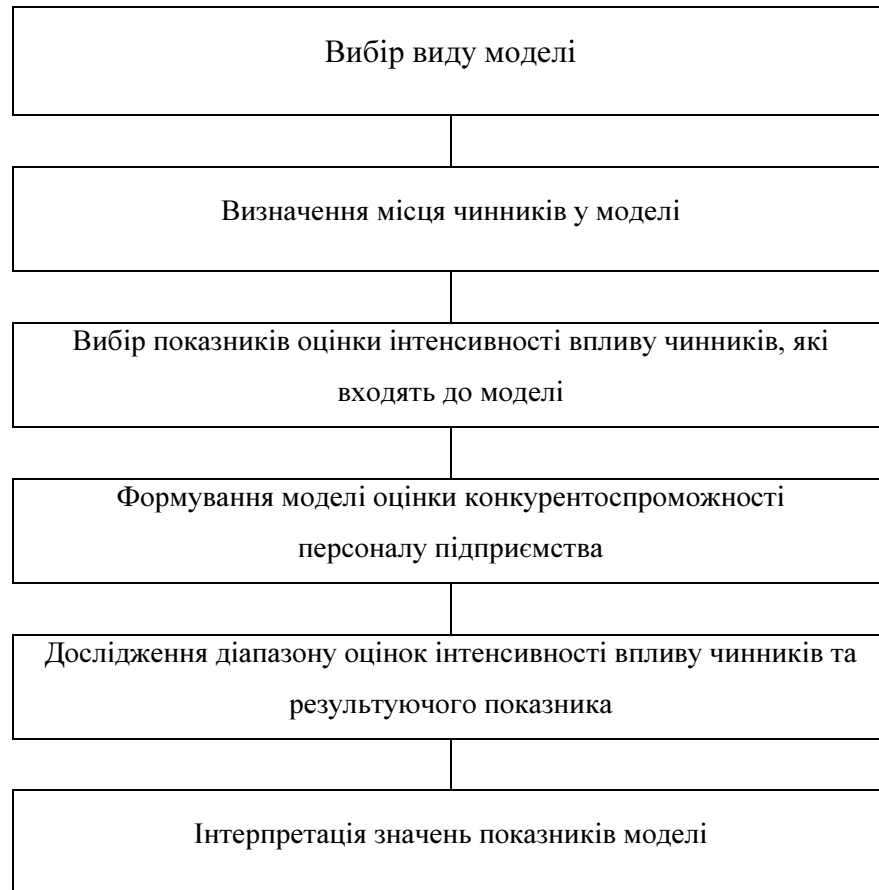 Вибір виду моделі
Визначення місця чинників у моделі
Вибір показників оцінки інтенсивності впливу чинників, які
входять до моделі
Формування моделі оцінки конкурентоспроможності
персоналу підприємства
Дослідження діапазону оцінок інтенсивності впливу чинників та
результуючого показника
Інтерпретація значень показників моделі